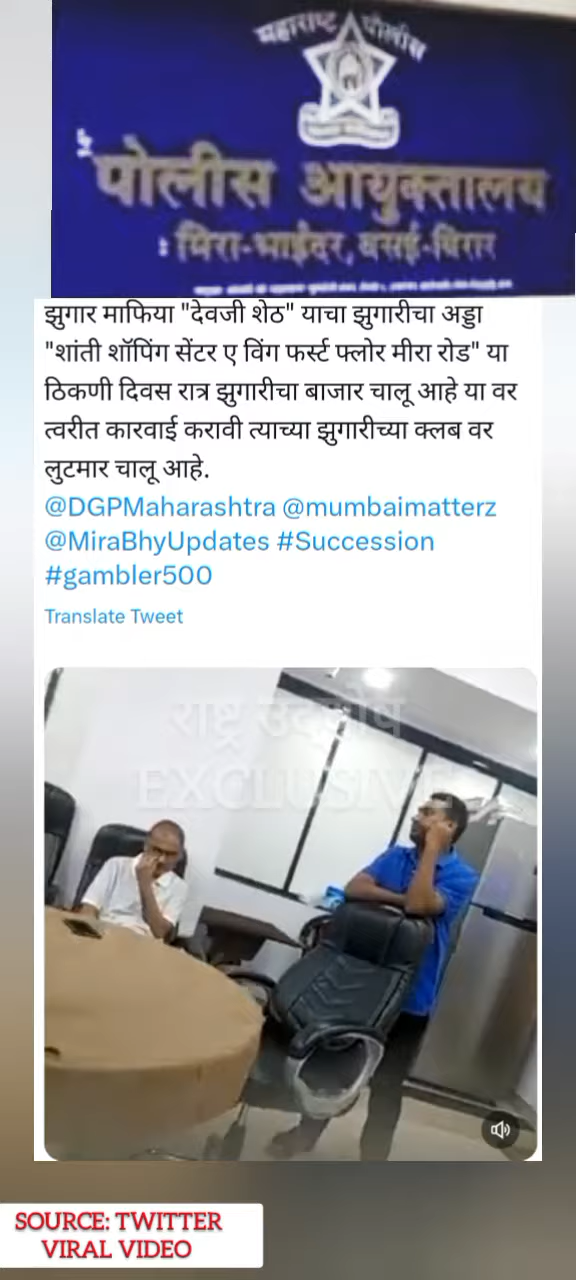 महाराष्ट्र पोलीस
पोलीस आयुक्तालय
: मिरा-भाईंदर, वसई-विरार
झुगार माफिया "देवजी शेठ" याचा झुगारीचा अड्डा
"शांती शॉपिंग सेंटर ए विंग फर्स्ट फ्लोर मीरा रोड" या
ठिकणी दिवस रात्र झुगारीचा बाजार चालू आहे या वर
त्वरीत कारवाई करावी त्याच्या झुगारीच्या क्लब वर
लुटमार चालू आहे.
@DGPMaharashtra @mumbaimatterz
@MiraBhyUpdates #Succession
#gambler500
Translate Tweet
राष्ट्र उद्घोष
EXCLUSIVE
SOURCE: TWITTER
VIRAL VIDEO